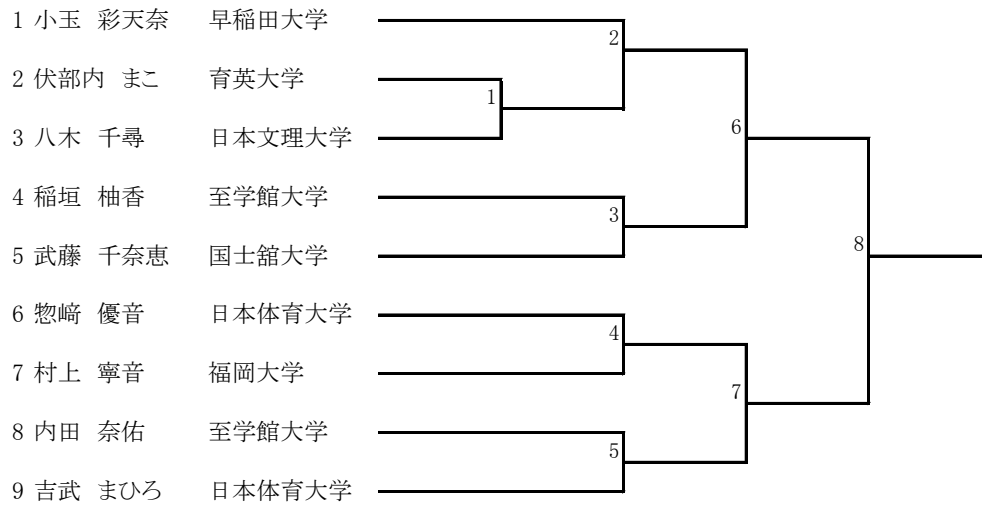 1 小玉 彩天奈 早稲田大学
2
2 伏部内 まこ 育英大学
1
6
3 八木 千尋 日本文理大学
4 稲垣 柚香 至学館大学
3
8
5 武藤 千奈恵 国士舘大学
6 惣﨑 優音 日本体育大学
4
7 村上 寧音 福岡大学
7
8 内田 奈佑 至学館大学
5
9 吉武 まひろ 日本体育大学